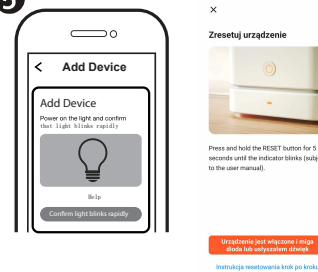 5
Add Device
Add Device
Power on the light and confirm
that light blinks rapidly
Help
Confirm light blinks rapidly
Zresetuj urządzenie
Press and hold the RESET button for 5
seconds until the indicator blinks (subje
to the user manual).
Urządzenie jest włączone i miga
dioda lub usłyszałem dźwięk
Instrukcja resetowania krok po kroku